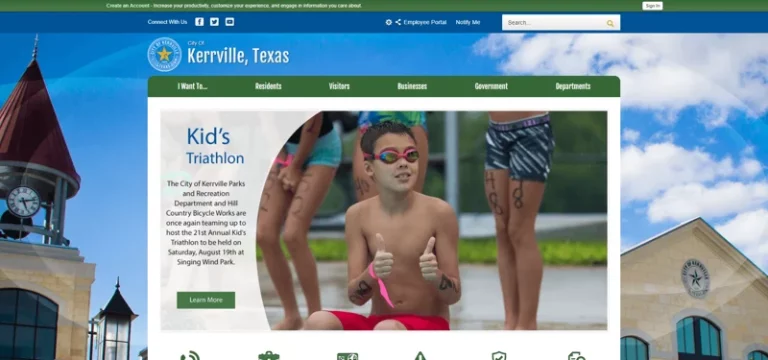 Create an Account - Increase your productivity, customize your experience, and engage in information you care about.
Sign In
Connect With Us
Employee Portal
Notify Me
Search...
City Of
Kerrville, Texas
I Want To...
Residents
Visitors
Businesses
Government
Departments
Kid's
Triathlon
The City of Kerrville Parks
and Recreation
Department and Hill
Country Bicycle Works are
once again teaming up to
host the 21st Annual Kid's
Triathlon to be held on
Saturday, August 19th at
Singing Wind Park.
Learn More